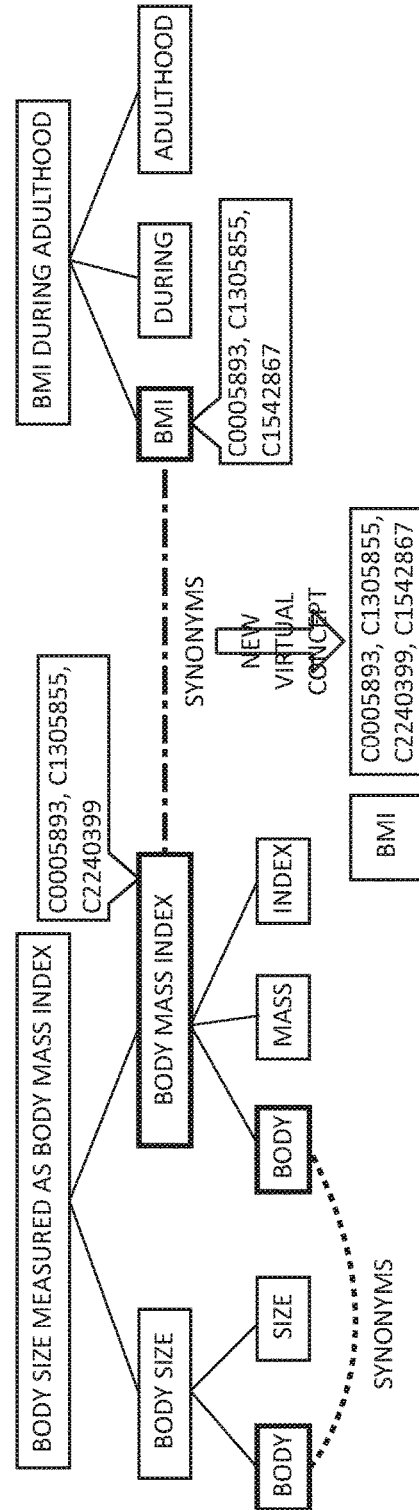 BODY SIZE MEASURED AS BODY MASS INDEX
C0005893, C1305855,
C2240399
BMI DURING ADULTHOOD
BODY SIZE
BODY MASS INDEX
BMI
DURING
ADULTHOOD
SYNONYMS
C0005893, C1305855,
C1542867
BODY
SIZE
BODY
MASS
INDEX
NEW
VIRTUAL
CONCEPT
SYNONYMS
BMI
C0005893, C1305855,
C2240399, C1542867